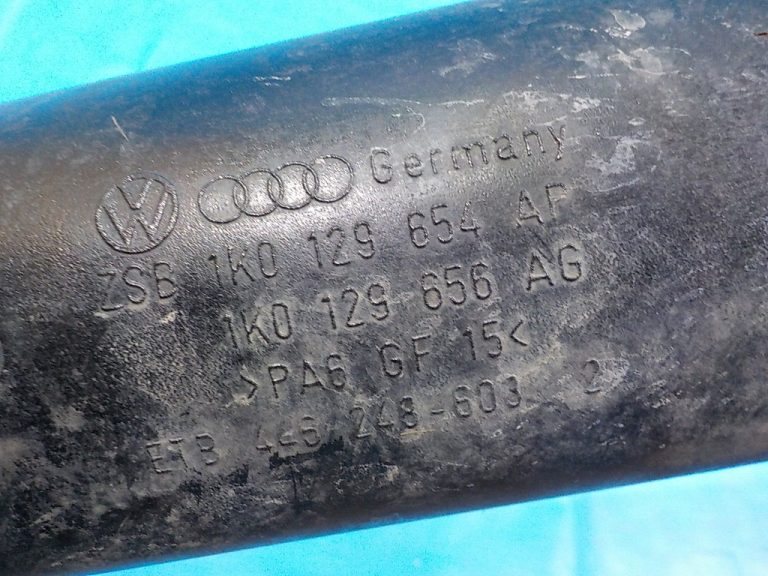 Germany
ZSB 1K0 129 654 AF
1K0 129 656 AG
>PA6 GF 15<
ETB 446 248-603 2